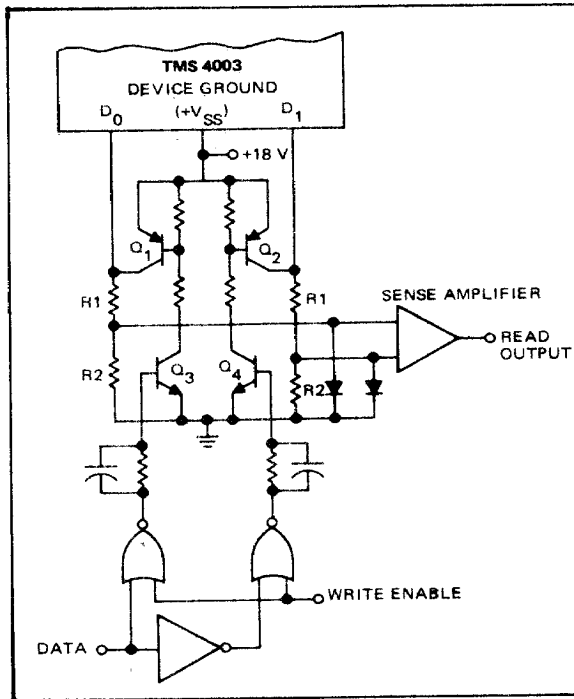 TMS 4003
DEVICE GROUND
D0 (+VSS) D1
+18 V
Q1 Q2
R1 R1
SENSE AMPLIFIER
READ
OUTPUT
R2 Q3 Q4 R2
WRITE ENABLE
DATA